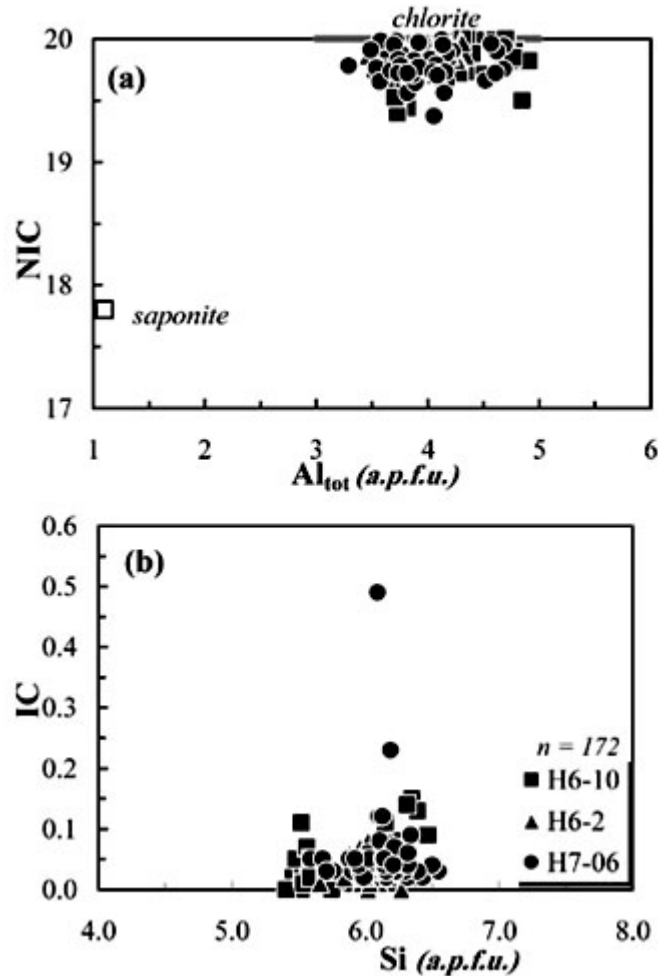 chlorite
20
(a)
19
NIC
18
saponite
17
1 2 3 4 5 6
Altot (a.p.f.u.)
0.6
(b)
0.5
0.4
IC
0.3
n = 172
0.2
H6-10
H6-2
0.1
H7-06
0.0
4.0 5.0 6.0 7.0 8.0
Si (a.p.f.u.)